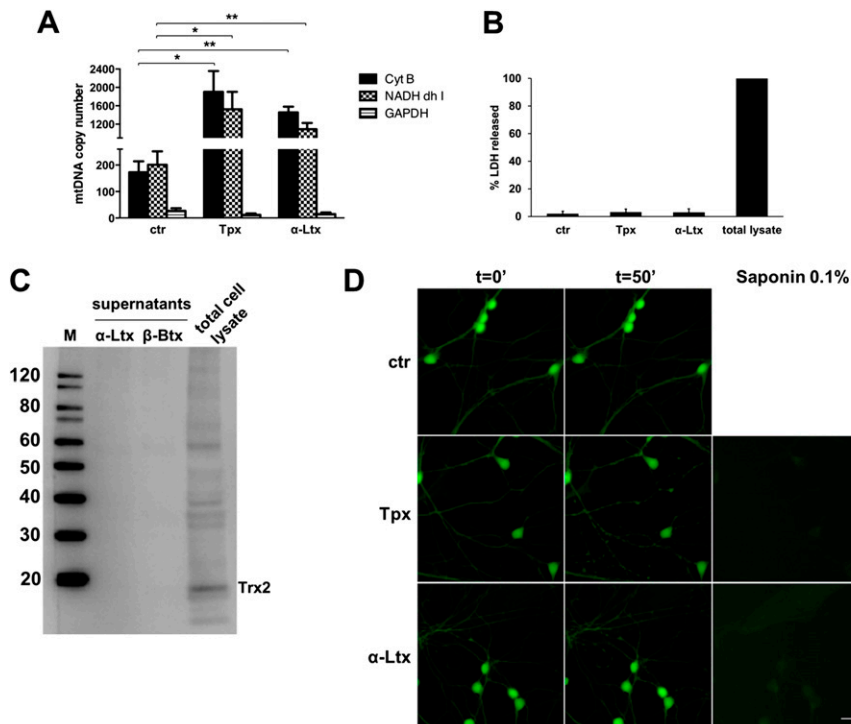 A
**
*
**
*
mtDNA copy number
2400
2000
1600
1200
200
100
0
ctr
Tpx
α-Ltx
Cyt B
NADH dh I
GAPDH
B
% LDH released
100
80
60
40
20
0
ctr
Tpx
α-Ltx
total lysate
C
supernatants
total cell
lysate
M
α-Ltx
β-Btx
120
80
60
50
40
30
20
Trx2
D
t=0’
t=50’
Saponin 0.1%
ctr
Tpx
α-Ltx